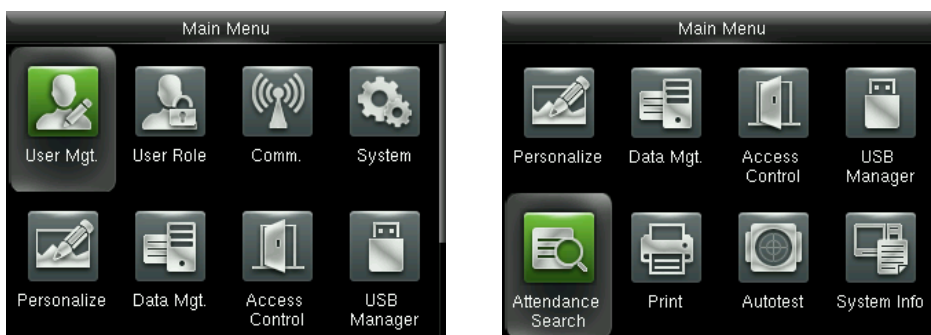 Main Menu
User Mgt. User Role Comm. System
Personalize Data Mgt. Access Control USB Manager
Main Menu
Personalize Data Mgt. Access Control USB Manager
Attendance Search Print Autotest System Info